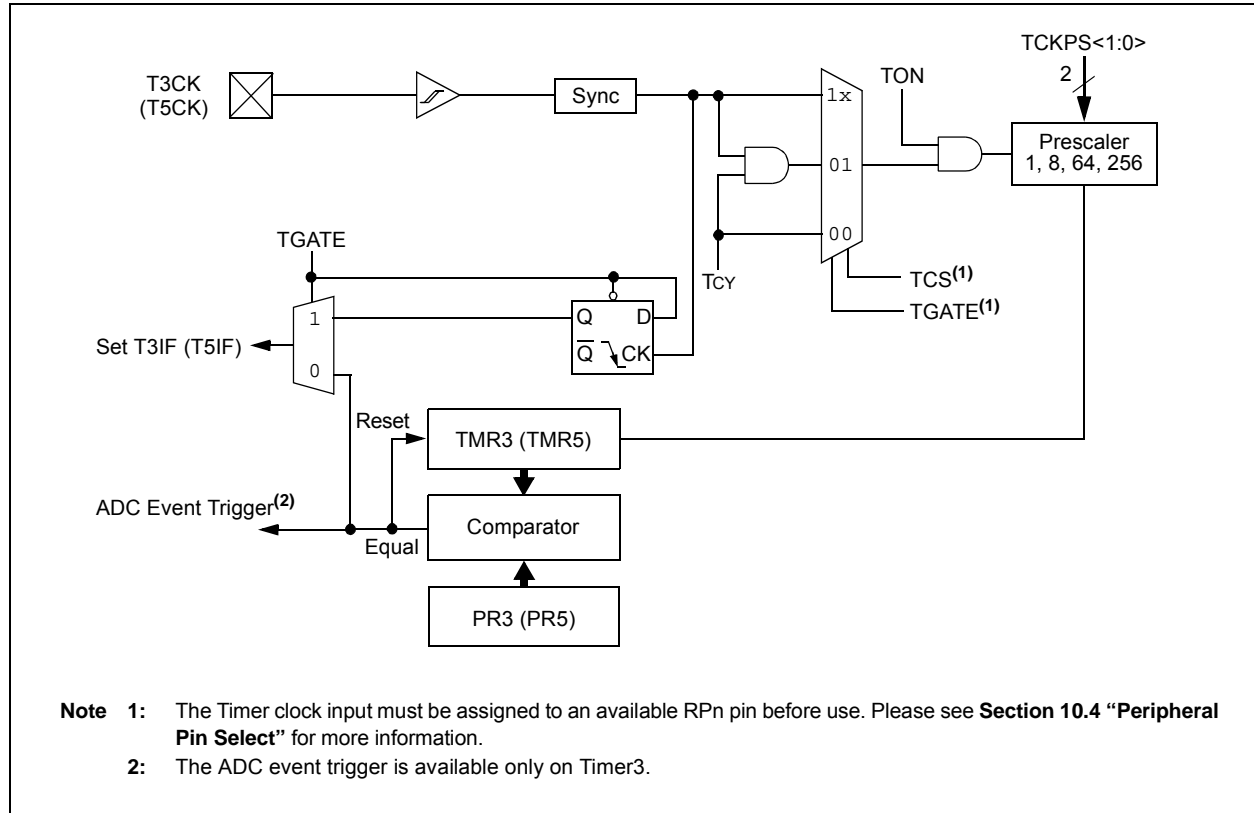 TCKPS<1:0>
2
TON
T3CK
(T5CK)
Sync
1x
Prescaler
1, 8, 64, 256
01
00
TGATE
TCY
TCS(1)
TGATE(1)
1
Q
D
Set T3IF (T5IF)
Q
CK
0
Reset
TMR3 (TMR5)
ADC Event Trigger(2)
Comparator
Equal
PR3 (PR5)
Note 1: The Timer clock input must be assigned to an available RPn pin before use. Please see Section 10.4 “Peripheral
Pin Select” for more information.
2: The ADC event trigger is available only on Timer3.